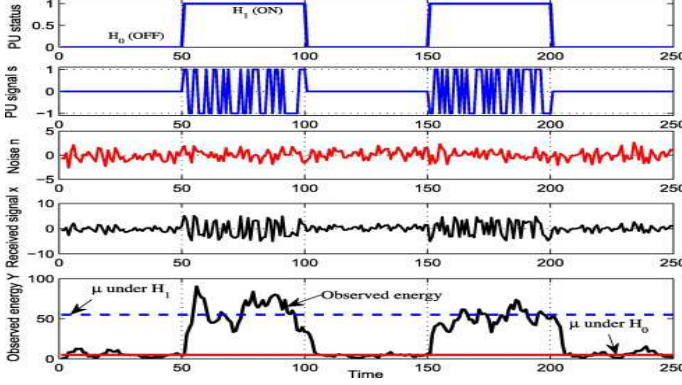 PU status
1
0.5
0
H0 (OFF)
H1 (ON)
0 50 100 150 200 250
PU signal s
1
0
−1
0 50 100 150 200 250
Noise n
5
0
−5
0 50 100 150 200 250
Received signal x
10
0
−10
0 50 100 150 200 250
Observed energy Y
100
50
0
μ under H1
Observed energy
μ under H0
0 50 100 150 200 250
Time